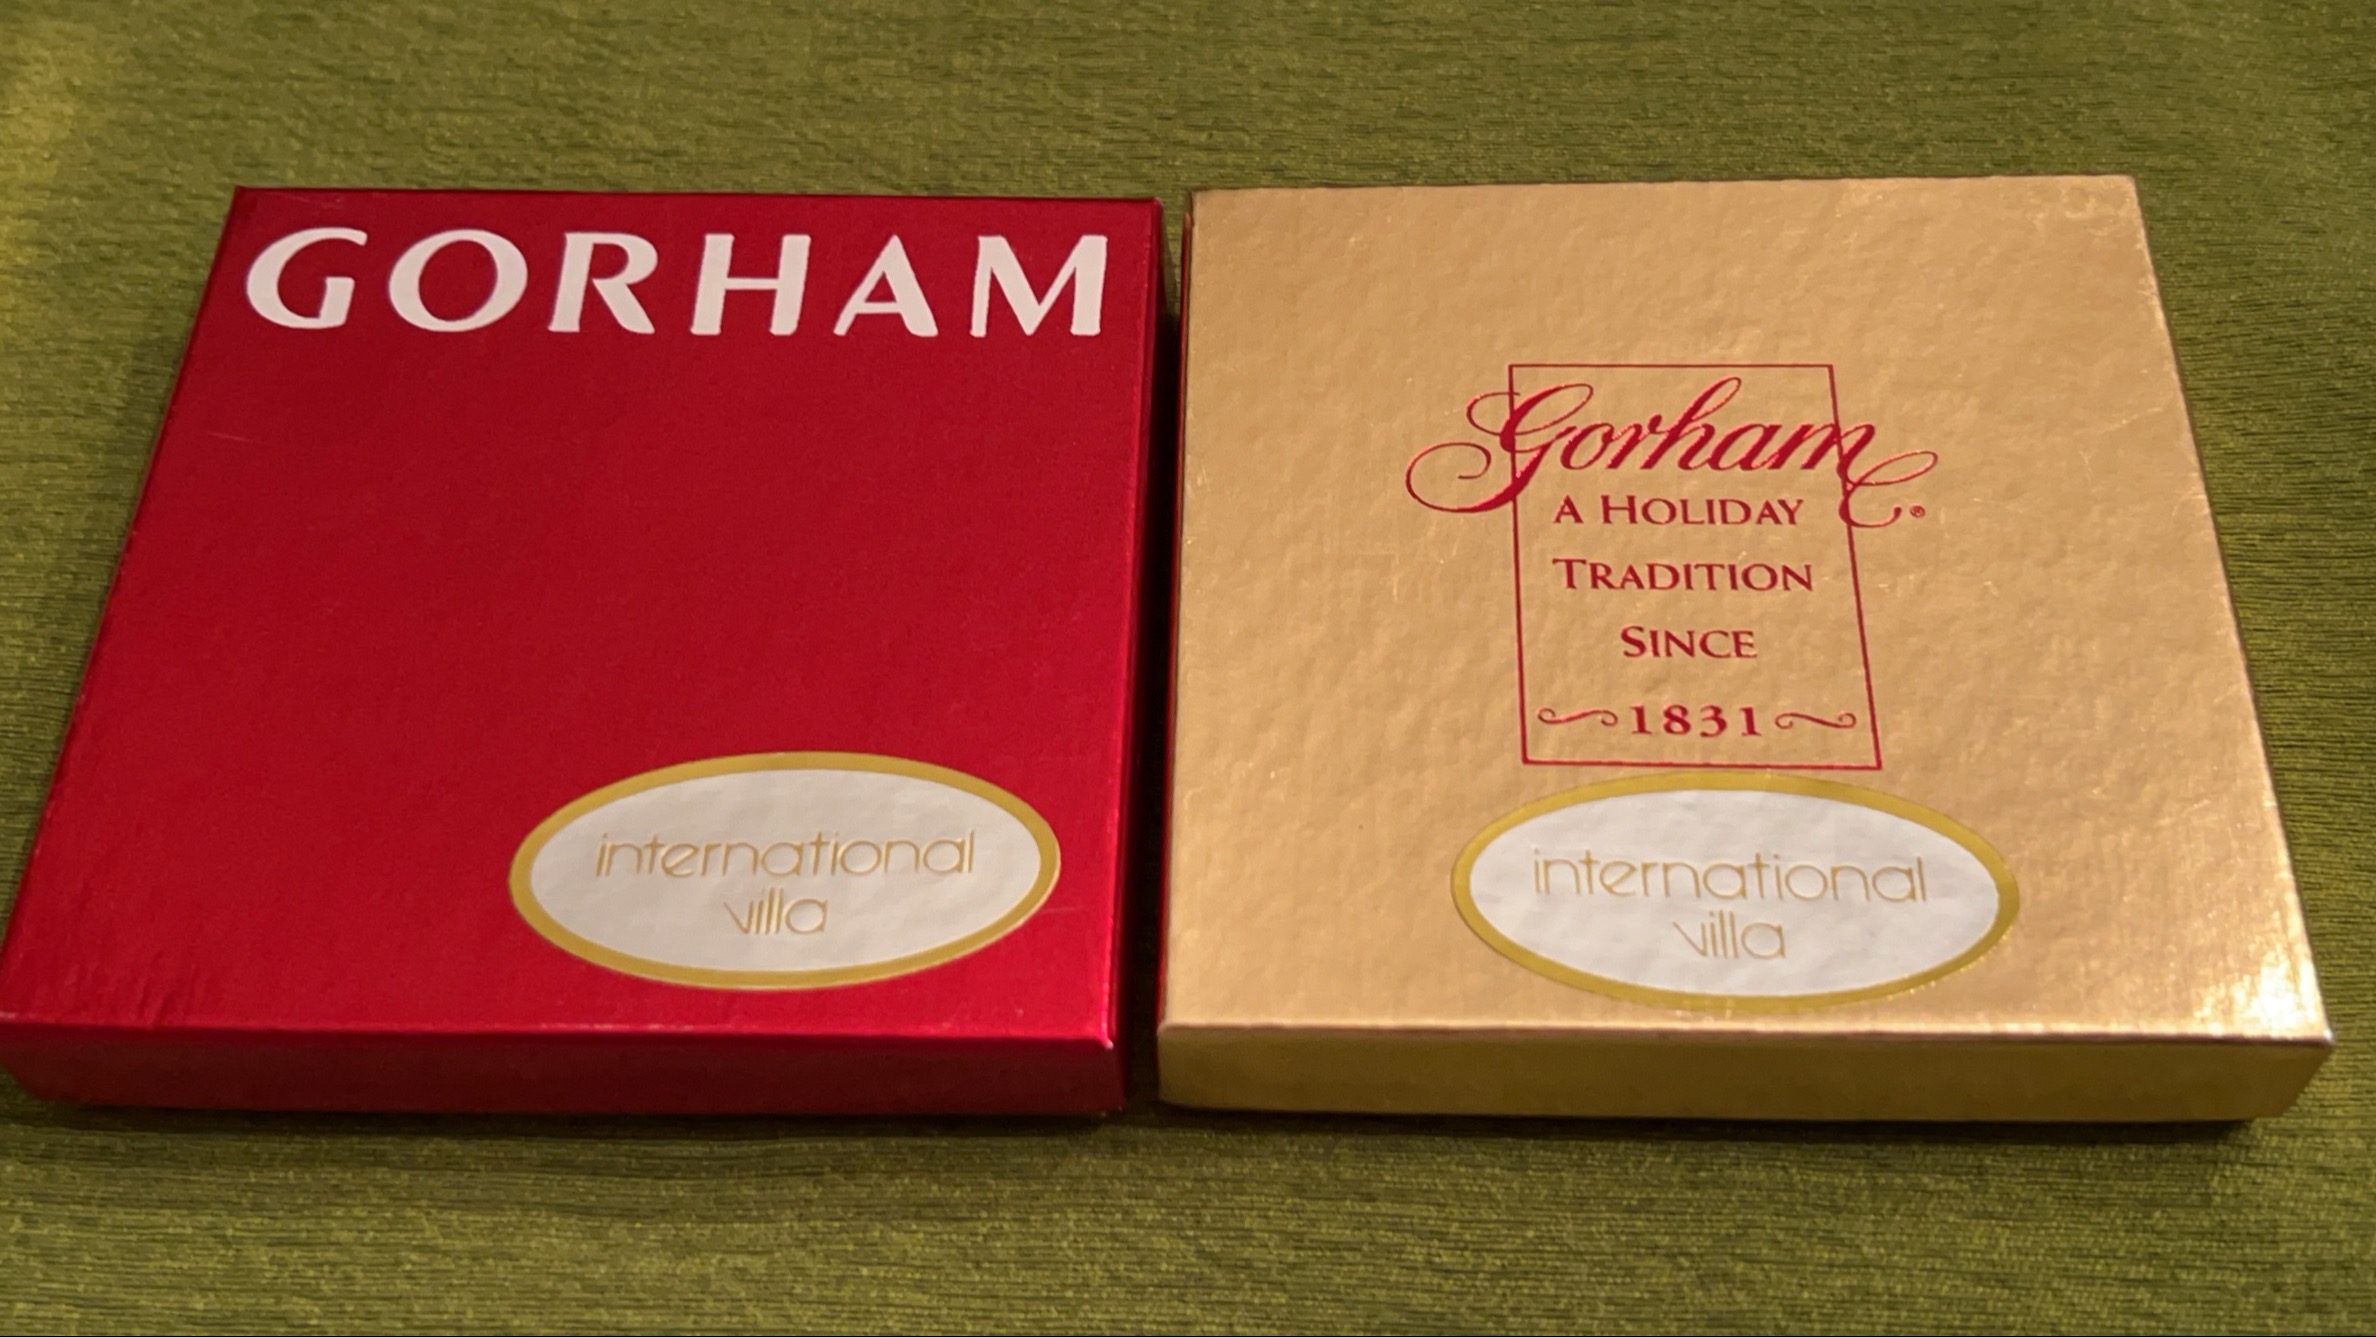 GORHAM
international
villa
Gorham®
A HOLIDAY
TRADITION
SINCE
1831
international
villa